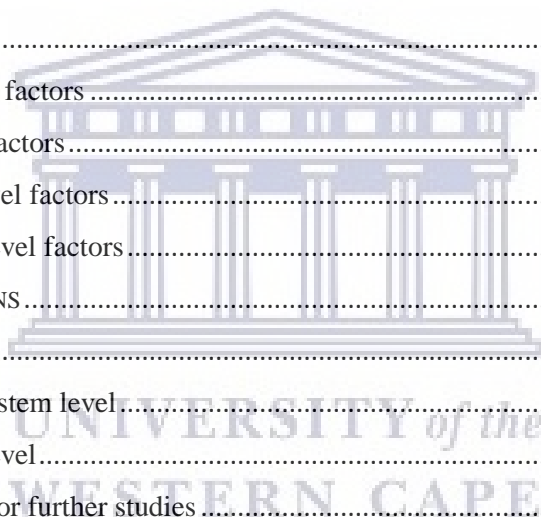 ....................................................
factors ....................................................
actors ....................................................
el factors ....................................................
vel factors ....................................................
NS ....................................................
....................................................
stem level ....................................................
UNIVERSITY of the
vel ....................................................
WESTERN CAPE
or further studies ....................................................